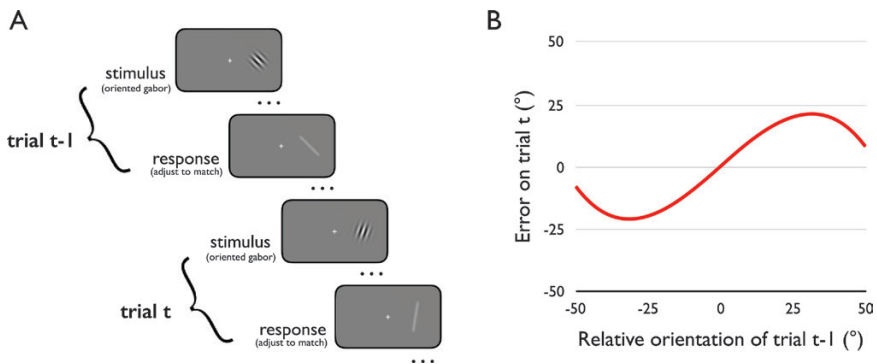 A
stimulus
(oriented gabor)
...
trial t-1
response
(adjust to match)
...
stimulus
(oriented gabor)
...
trial t
response
(adjust to match)
...
B
Error on trial t (°)
50
25
0
-25
-50
-50 -25 0 25 50
Relative orientation of trial t-1 (°)